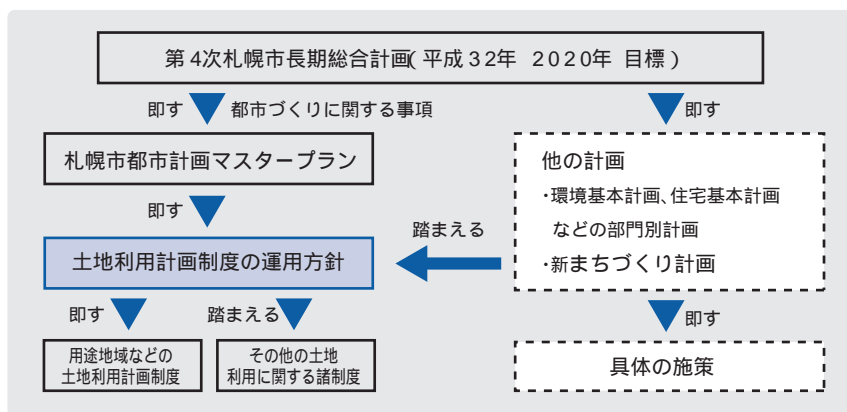 第4次札幌市長期総合計画(平成32年 2020年 目標)
即す 都市づくりに関する事項
即す
札幌市都市計画マスタープラン
即す
土地利用計画制度の運用方針
踏まえる
他の計画
・環境基本計画、住宅基本計画
などの部門別計画
・新まちづくり計画
即す
踏まえる
即す
用途地域などの
土地利用計画制度
その他の土地
利用に関する諸制度
具体の施策